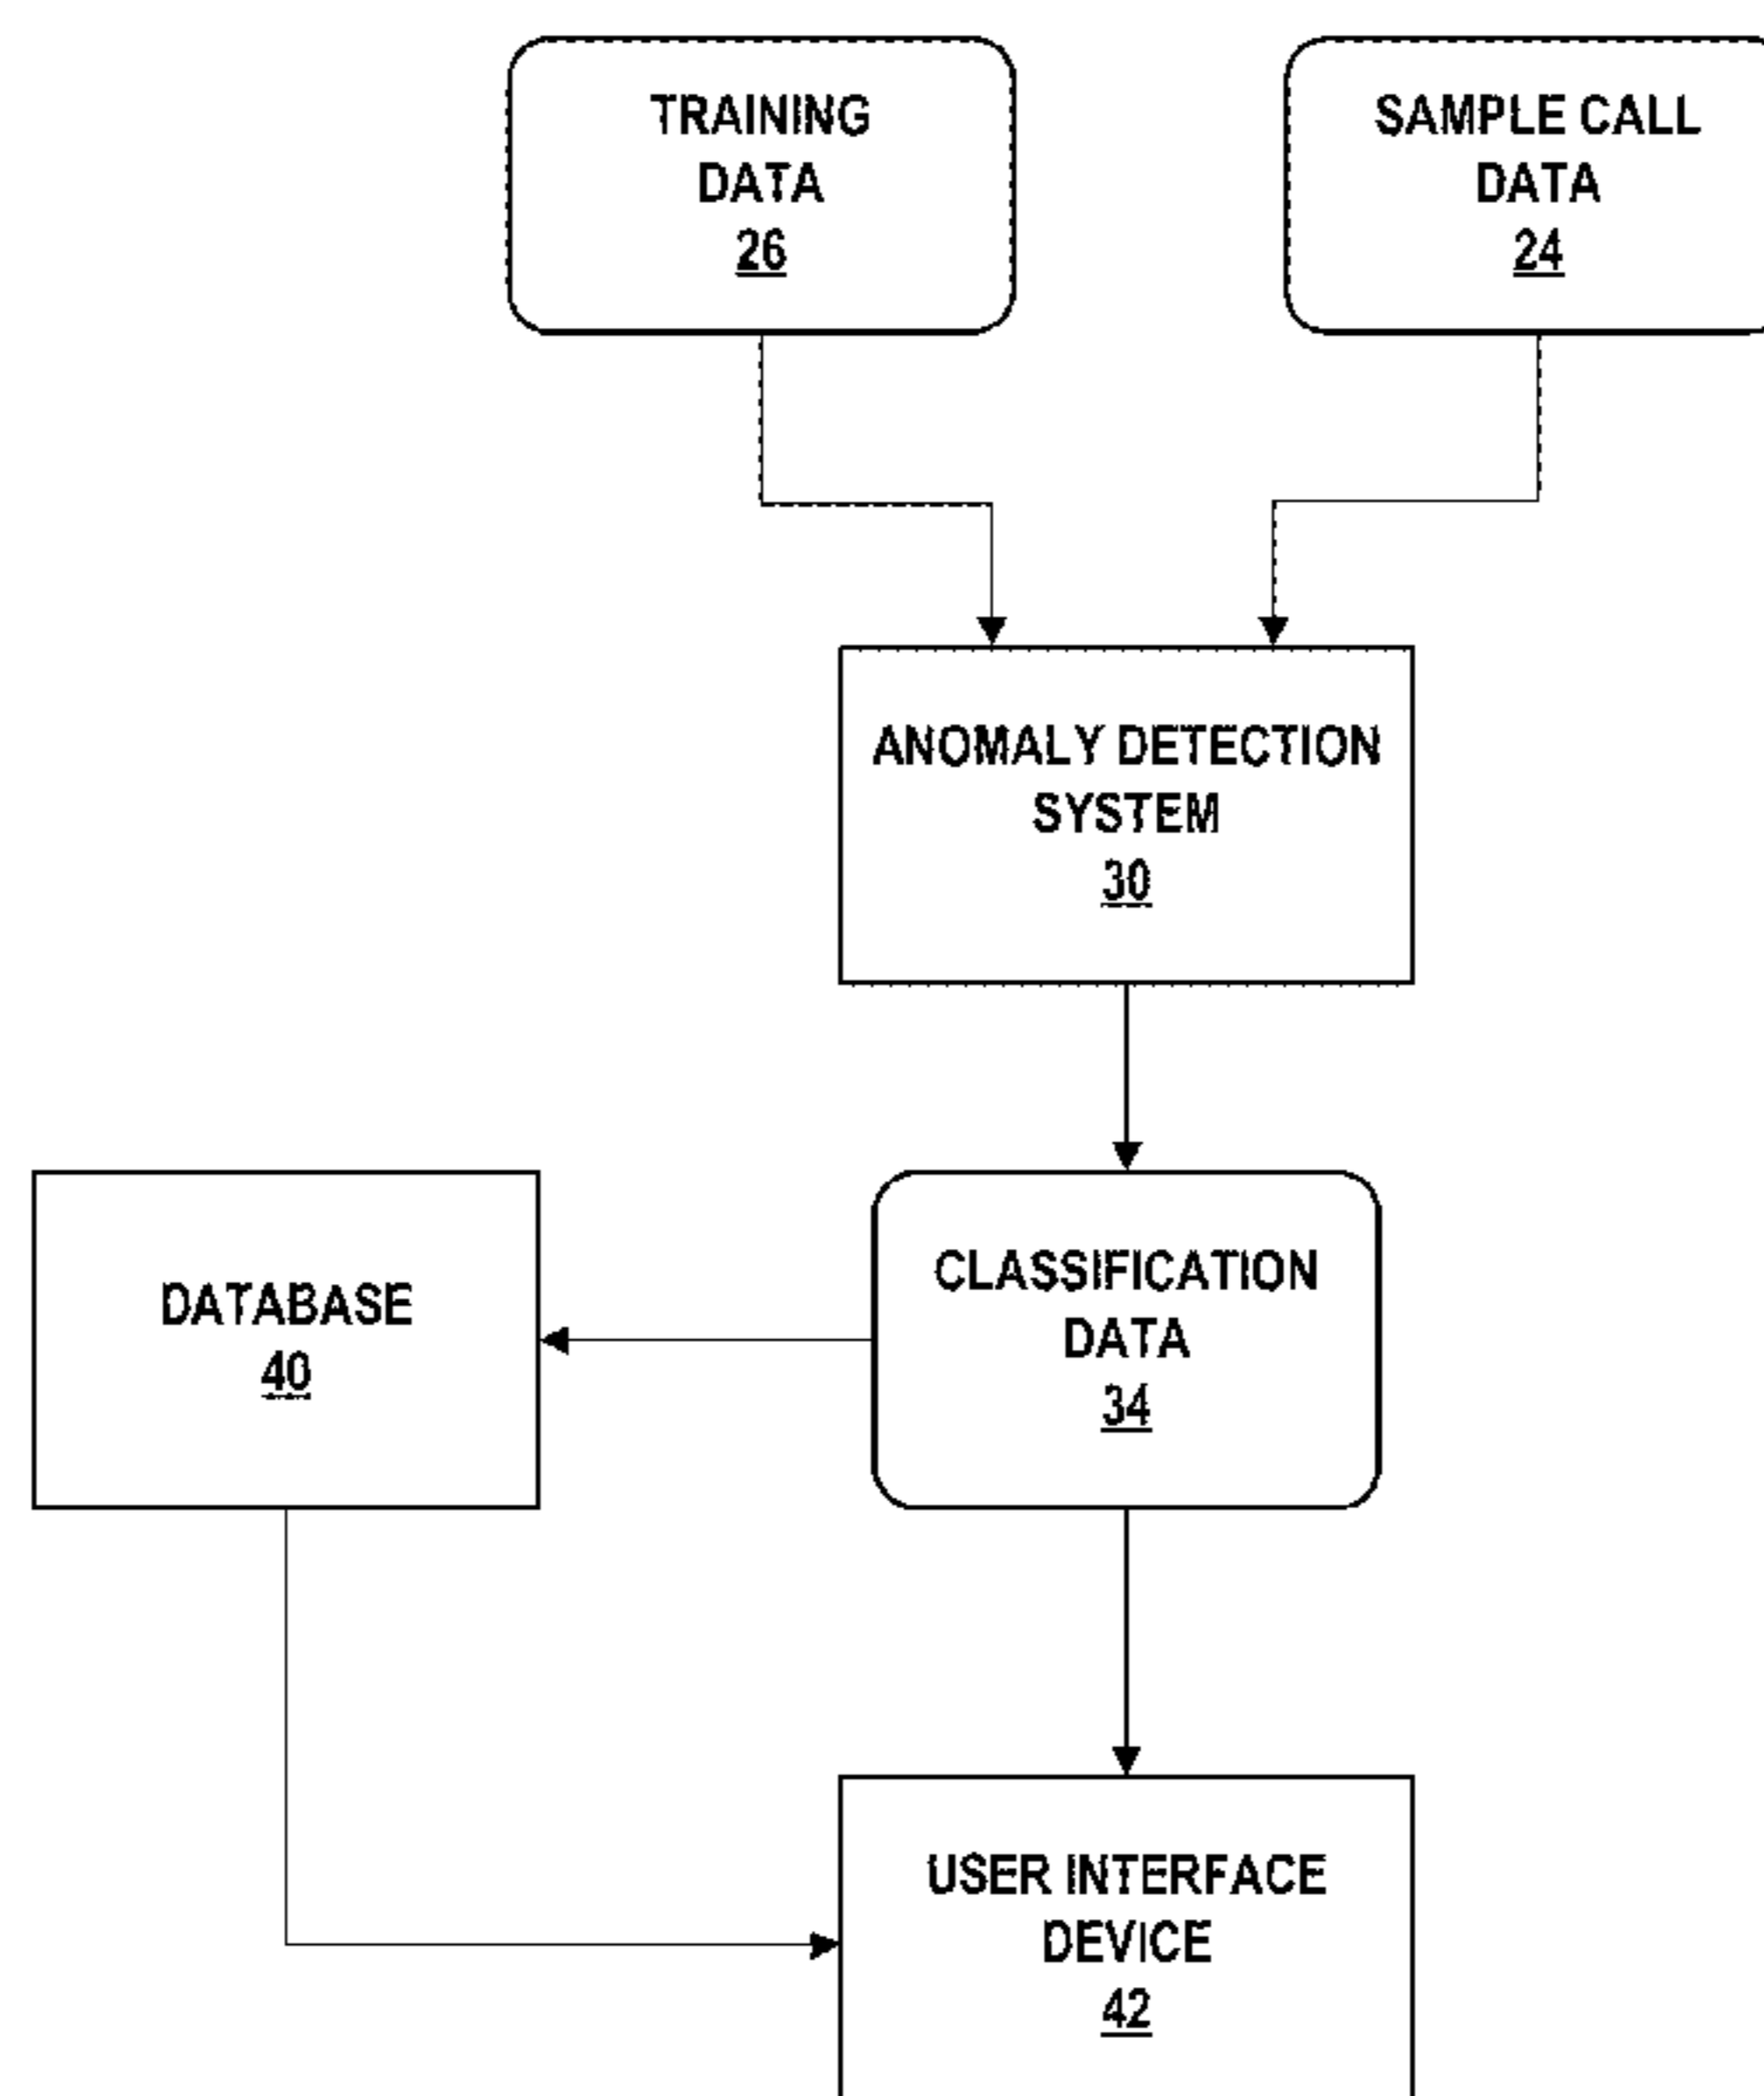 TRAINING
DATA
26
SAMPLE CALL
DATA
24
ANOMALY DETECTION
SYSTEM
30
DATABASE
40
CLASSIFICATION
DATA
34
USER INTERFACE
DEVICE
42